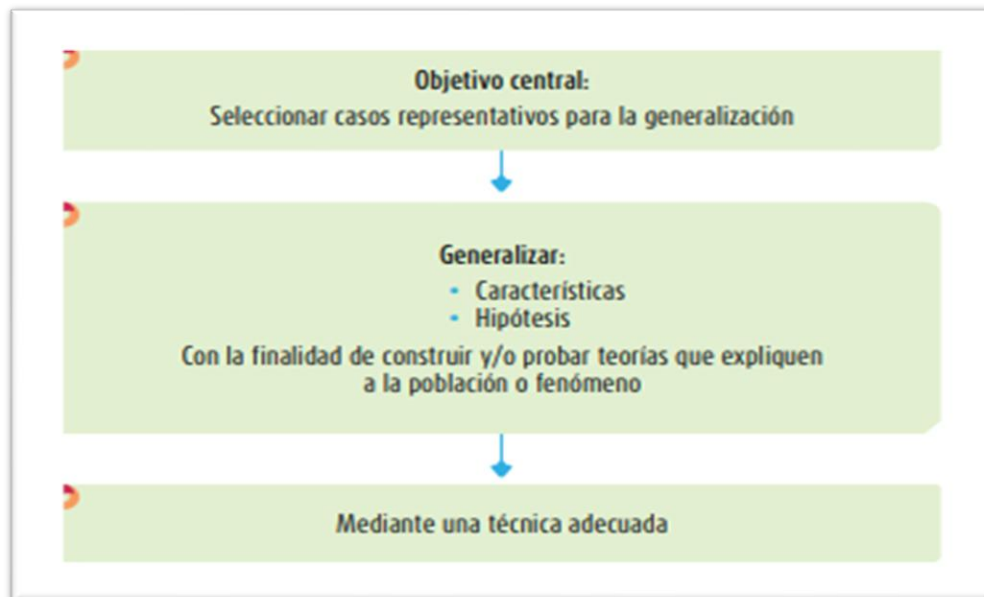 Objetivo central:
Seleccionar casos representativos para la generalización
Generalizar:
• Características
• Hipótesis
Con la finalidad de construir y/o probar teorías que expliquen
a la población o fenómeno
Mediante una técnica adecuada